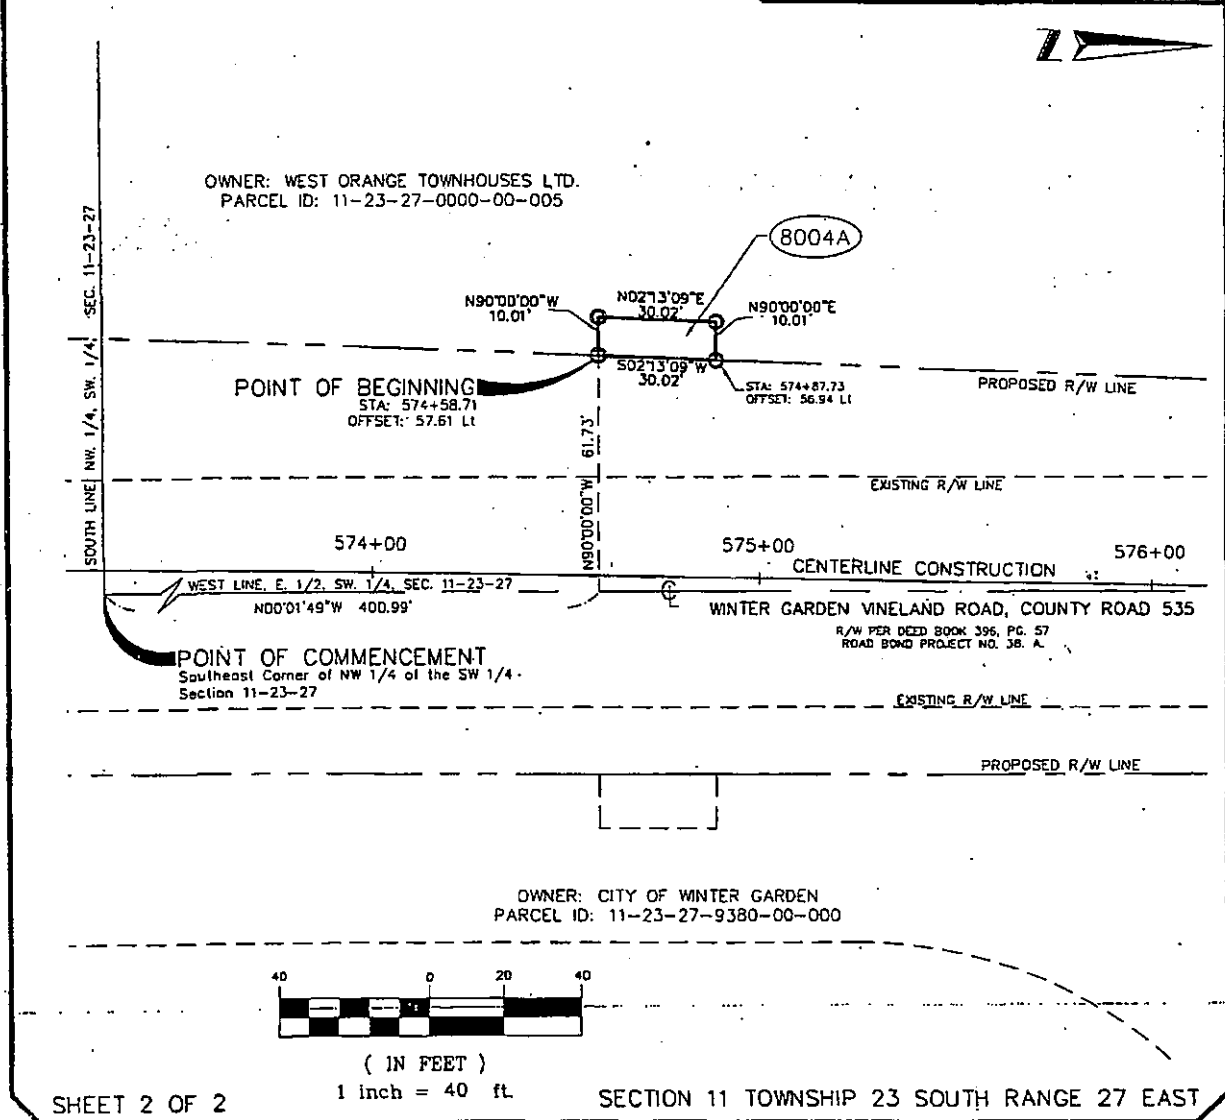 Z
OWNER: WEST ORANGE TOWNHOUSES LTD.
PARCEL ID: 11-23-27-0000-00-005
8004A
SOUTH LINE NW. 1/4, SW. 1/4, SEC. 11-23-27
N90°00'00"W
10.01'
N02°13'09"E
30.02'
N90°00'00"E
10.01'
S02°13'09"W
30.02'
POINT OF BEGINNING
STA: 574+58.71
OFFSET: 57.61 Lt
STA: 574+87.73
OFFSET: 56.94 Lt
PROPOSED R/W LINE
N90°00'00"W 61.73'
EXISTING R/W LINE
574+00
575+00
576+00
CENTERLINE CONSTRUCTION
WEST LINE, E. 1/2, SW. 1/4, SEC. 11-23-27
N00°01'49"W 400.99'
WINTER GARDEN VINELAND ROAD, COUNTY ROAD 535
R/W PER DEED BOOK 396, PG. 57
ROAD BOND PROJECT NO. 38. A.
POINT OF COMMENCEMENT
Southeast Corner of NW 1/4 of the SW 1/4
Section 11-23-27
EXISTING R/W LINE
PROPOSED R/W LINE
OWNER: CITY OF WINTER GARDEN
PARCEL ID: 11-23-27-9380-00-000
40 0 20 40
( IN FEET )
1 inch = 40 ft.
SHEET 2 OF 2
SECTION 11 TOWNSHIP 23 SOUTH RANGE 27 EAST